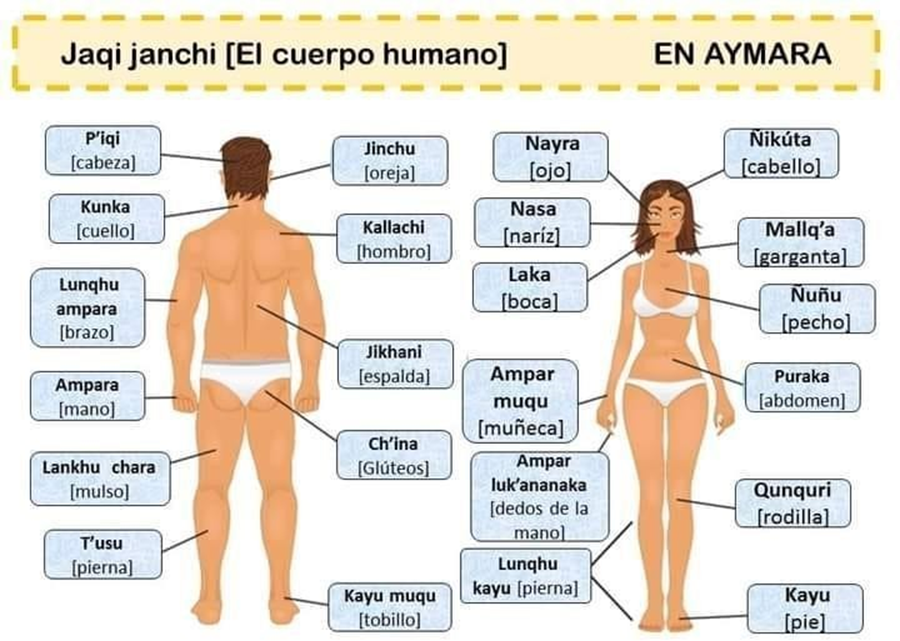 Jaqi janchi [El cuerpo humano] EN AYMARA
P'iqi
[cabeza]
Jinchu
[oreja]
Kunka
[cuello]
Kallachi
[hombro]
Lunqhu
ampara
[brazo]
Jikhani
[espalda]
Ampara
[mano]
Ch'ina
[Glúteos]
Lankhu chara
[mulso]
T'usu
[pierna]
Kayu muqu
[tobillo]
Nayra
[ojo]
Ñikúta
[cabello]
Nasa
[naríz]
Mallq'a
[garganta]
Laka
[boca]
Ñuñu
[pecho]
Ampar
muqu
[muñeca]
Puraka
[abdomen]
Ampar
luk'ananaka
[dedos de la
mano]
Qunquri
[rodilla]
Lunqhu
kayu [pierna]
Kayu
[pie]